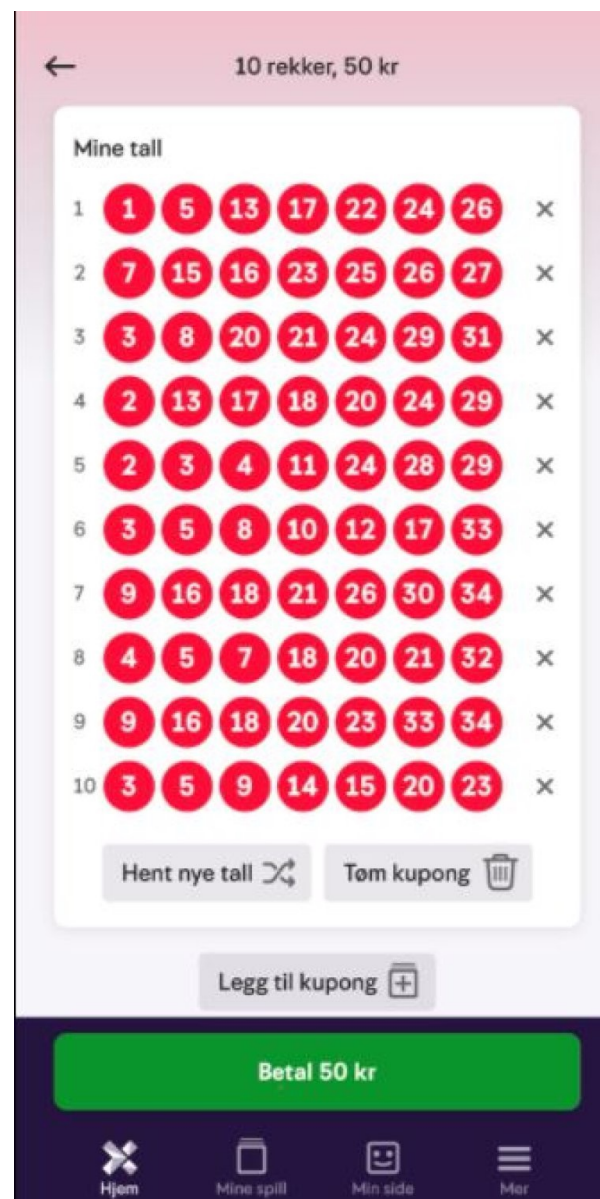 10 rekker, 50 kr
Mine tall
1 1 5 13 17 22 24 26
2 7 15 16 23 25 26 27
3 3 8 20 21 24 29 31
4 2 13 17 18 20 24 29
5 2 3 4 11 24 28 29
6 3 5 8 10 12 17 33
7 9 16 18 21 26 30 34
8 4 5 7 18 20 21 32
9 9 16 18 20 23 33 34
10 3 5 9 14 15 20 23
Hent nye tall Tøm kupong
Legg til kupong
Betal 50 kr
Hjem Mine spill Min side Mer